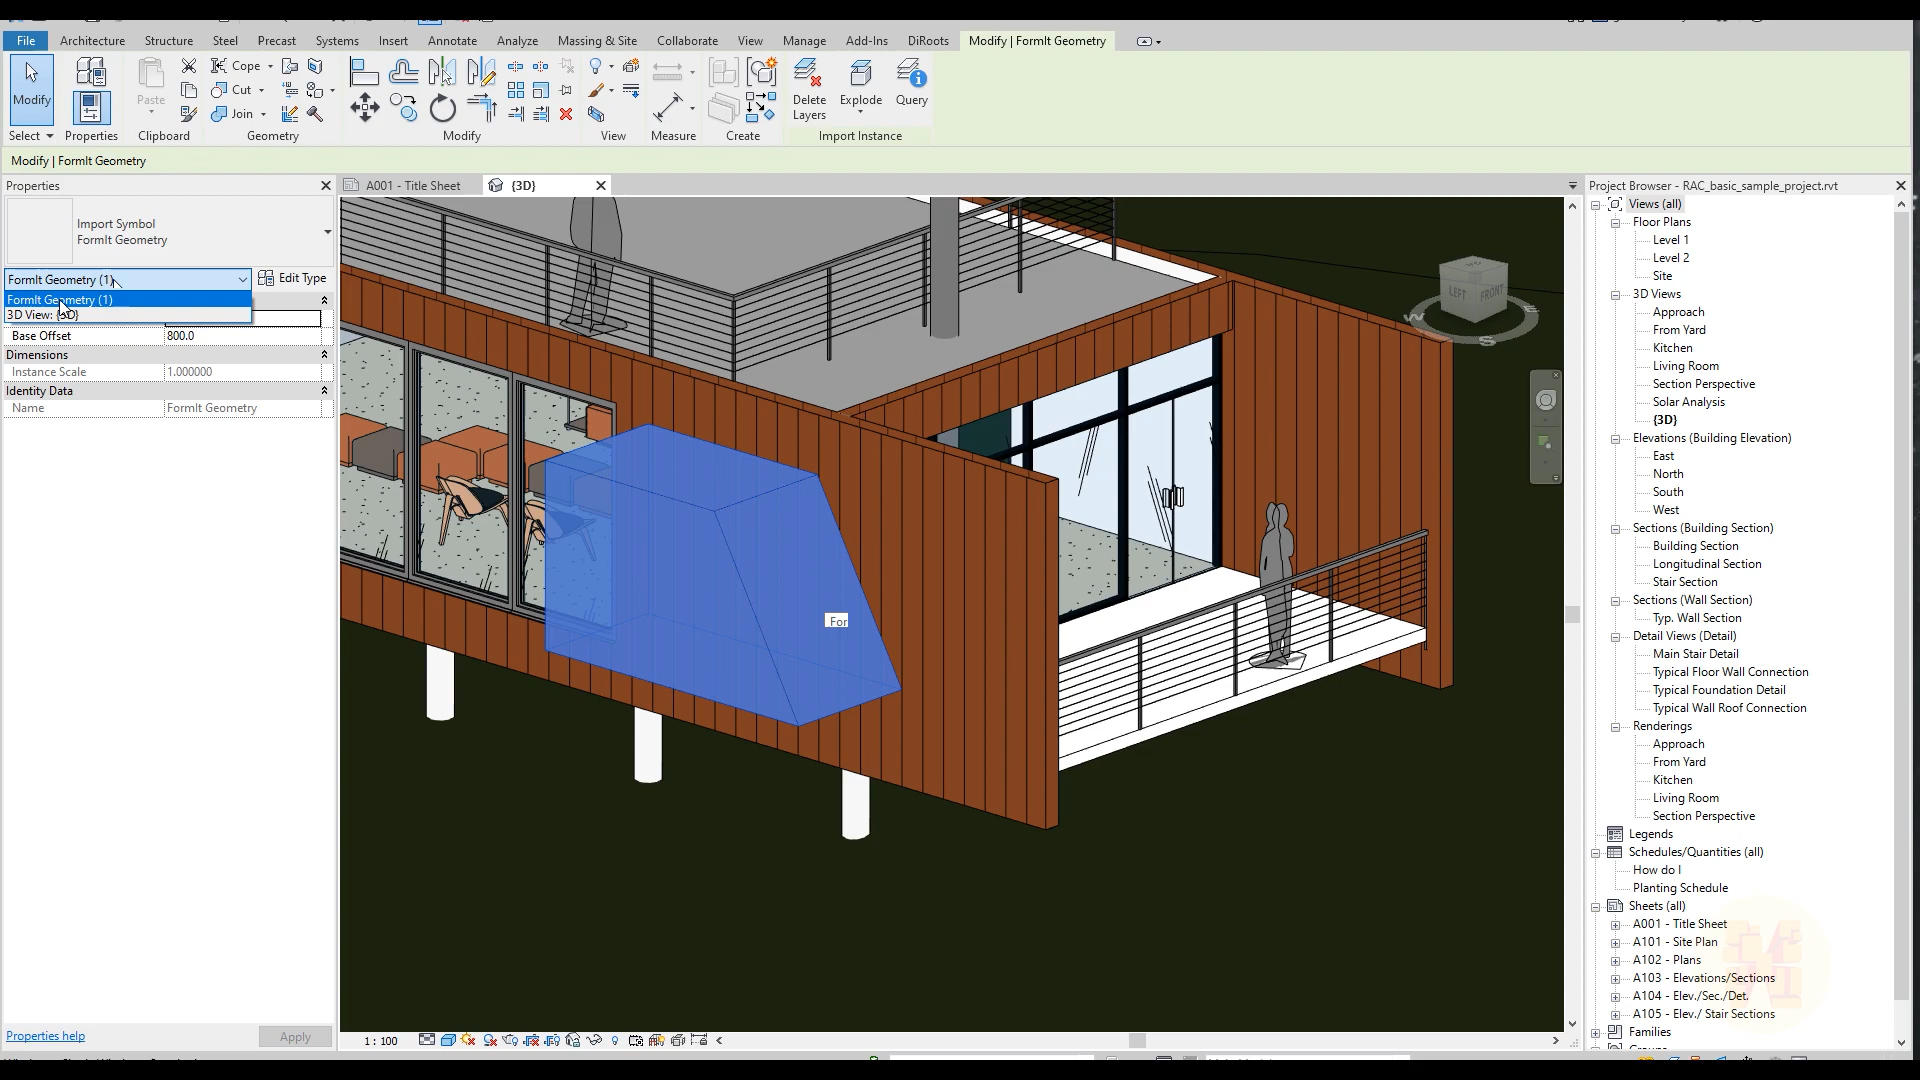 File Architecture Structure Steel Precast Systems Insert Annotate Analyze Massing & Site Collaborate View Manage Add-Ins DiRoots Modify | FormIt Geometry
Modify
Paste
Cope
Cut
Join
Delete Layers
Explode
Query
Select Properties Clipboard Geometry Modify View Measure Create Import Instance
Modify | FormIt Geometry
Properties
Import Symbol
FormIt Geometry
FormIt Geometry (1)
Edit Type
FormIt Geometry (1)
3D View: {3D}
Base Offset 800.0
Dimensions
Instance Scale 1.000000
Identity Data
Name FormIt Geometry
Properties help
Apply
A001 - Title Sheet
{3D}
LEFT
FRONT
W
S
For
1 : 100
Project Browser - RAC_basic_sample_project.rvt
Views (all)
Floor Plans
Level 1
Level 2
Site
3D Views
Approach
From Yard
Kitchen
Living Room
Section Perspective
Solar Analysis
{3D}
Elevations (Building Elevation)
East
North
South
West
Sections (Building Section)
Building Section
Longitudinal Section
Stair Section
Sections (Wall Section)
Typ. Wall Section
Detail Views (Detail)
Main Stair Detail
Typical Floor Wall Connection
Typical Foundation Detail
Typical Wall Roof Connection
Renderings
Approach
From Yard
Kitchen
Living Room
Section Perspective
Legends
Schedules/Quantities (all)
How do I
Planting Schedule
Sheets (all)
A001 - Title Sheet
A101 - Site Plan
A102 - Plans
A103 - Elevations/Sections
A104 - Elev./Sec./Det.
A105 - Elev./ Stair Sections
Families